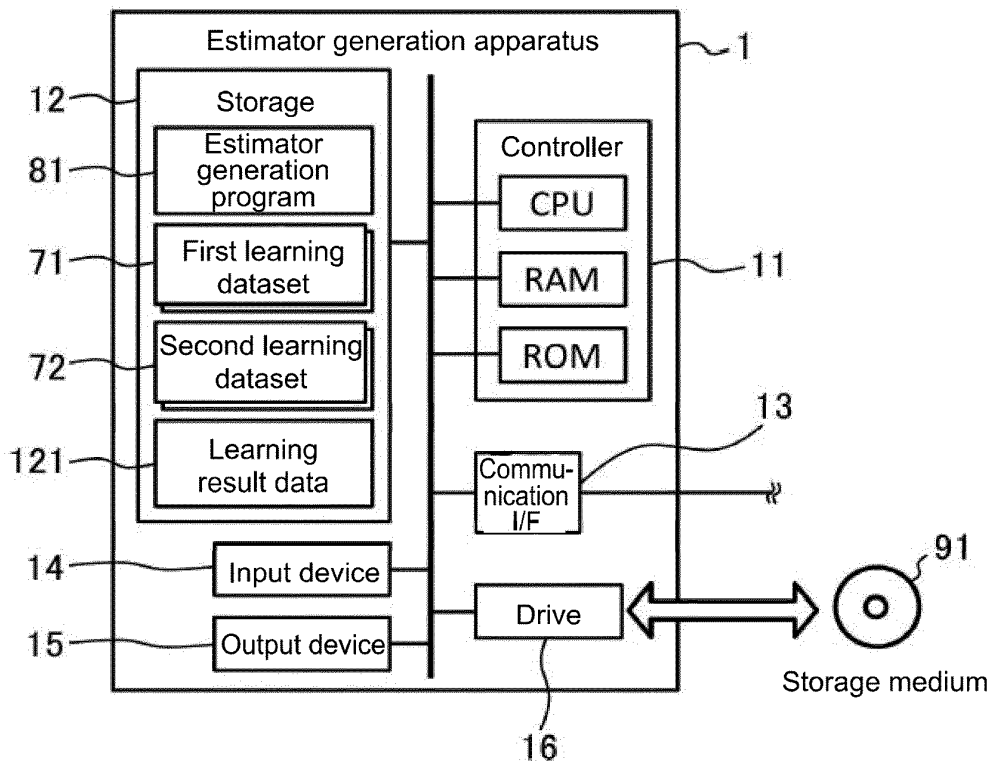 Estimator generation apparatus
1
12
Storage
81
Estimator
generation
program
71
First learning
dataset
72
Second learning
dataset
121
Learning
result data
Controller
CPU
RAM
ROM
11
13
Commu-
nication
I/F
14
Input device
15
Output device
Drive
16
91
Storage medium